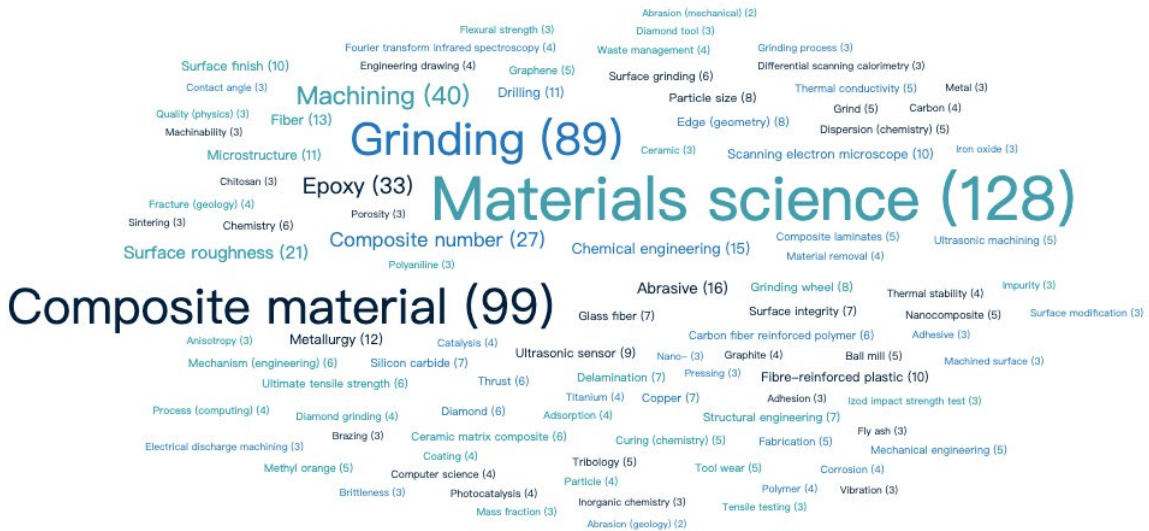 Abrasion (mechanical) (2)
Flexural strength (3)
Diamond tool (3)
Fourier transform infrared spectroscopy (4)
Waste management (4)
Grinding process (3)
Surface finish (10)
Engineering drawing (4)
Graphene (5)
Surface grinding (6)
Differential scanning calorimetry (3)
Contact angle (3)
Machining (40)
Drilling (11)
Particle size (8)
Thermal conductivity (5)
Metal (3)
Quality (physics) (3)
Fiber (13)
Grind (5)
Carbon (4)
Machinability (3)
Grinding (89)
Edge (geometry) (8)
Dispersion (chemistry) (5)
Microstructure (11)
Ceramic (3)
Scanning electron microscope (10)
Iron oxide (3)
Chitosan (3)
Epoxy (33)
Materials science (128)
Fracture (geology) (4)
Porosity (3)
Sintering (3)
Chemistry (6)
Composite number (27)
Chemical engineering (15)
Composite laminates (5)
Ultrasonic machining (5)
Surface roughness (21)
Material removal (4)
Polyaniline (3)
Composite material (99)
Abrasive (16)
Grinding wheel (8)
Thermal stability (4)
Impurity (3)
Glass fiber (7)
Surface integrity (7)
Nanocomposite (5)
Surface modification (3)
Anisotropy (3)
Metallurgy (12)
Catalysis (4)
Carbon fiber reinforced polymer (6)
Adhesive (3)
Ultrasonic sensor (9)
Nano- (3)
Graphite (4)
Ball mill (5)
Machined surface (3)
Mechanism (engineering) (6)
Silicon carbide (7)
Ultimate tensile strength (6)
Thrust (6)
Delamination (7)
Pressing (3)
Fibre-reinforced plastic (10)
Titanium (4)
Copper (7)
Adhesion (3)
Izod impact strength test (3)
Process (computing) (4)
Diamond grinding (4)
Diamond (6)
Adsorption (4)
Structural engineering (7)
Brazing (3)
Ceramic matrix composite (6)
Curing (chemistry) (5)
Fabrication (5)
Fly ash (3)
Electrical discharge machining (3)
Mechanical engineering (5)
Coating (4)
Methyl orange (5)
Computer science (4)
Tribology (5)
Tool wear (5)
Corrosion (4)
Particle (4)
Brittleness (3)
Photocatalysis (4)
Polymer (4)
Vibration (3)
Inorganic chemistry (3)
Mass fraction (3)
Tensile testing (3)
Abrasion (geology) (2)